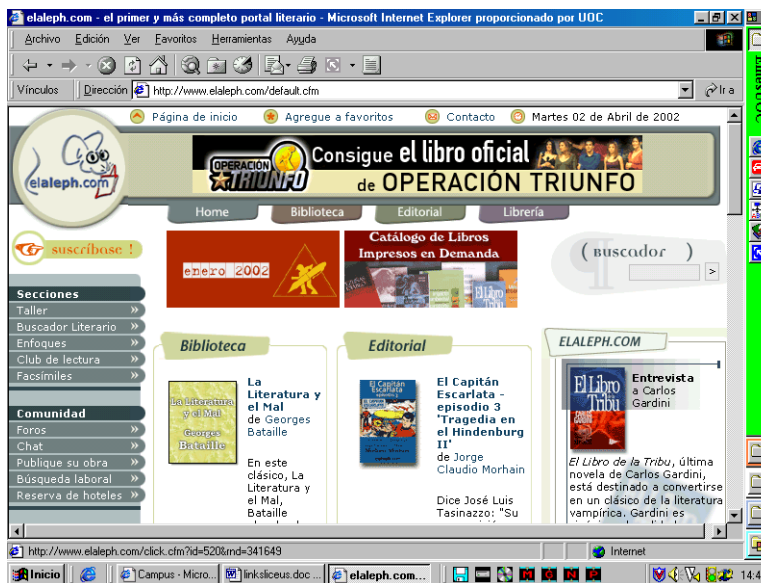 elaleph.com - el primer y más completo portal literario - Microsoft Internet Explorer proporcionado por UOC
Archivo Edición Ver Favoritos Herramientas Ayuda
Vínculos Dirección http://www.elaleph.com/default.cfm Ir a
Página de inicio Agregue a favoritos Contacto Martes 02 de Abril de 2002
elaleph.com
OPERACIÓN
TRIUNFO
Consigue el libro oficial
de OPERACIÓN TRIUNFO
Home Biblioteca Editorial Librería
suscríbase !
enero 2002
Catálogo de Libros
Impresos en Demanda
El Libro
( BUSCADOR )
>
Secciones
Taller »
Buscador Literario »
Enfoques »
Club de lectura »
Facsímiles »
Comunidad
Foros »
Chat »
Publique su obra »
Búsqueda laboral »
Reserva de hoteles »
Biblioteca
La Literatura
y el Mal
Georges
Bataille
La
Literatura y
el Mal
de Georges
Bataille
En este
clásico, La
Literatura y
el Mal,
Bataille
Editorial
El Capitán
Escarlata
El Capitán
Escarlata -
episodio 3
'Tragedia en
el Hindenburg
II'
de Jorge
Claudio Morhain
Dice José Luis
Tasinazzo: "Su
ELALEPH.COM
El Libro
de la
Tribu
Entrevista
a Carlos
Gardini
El Libro de la Tribu, última
novela de Carlos Gardini,
está destinado a convertirse
en un clásico de la literatura
vampírica. Gardini es
http://www.elaleph.com/click.cfm?id=520&rnd=341649 Internet
Inicio Campus - Micro... linksliceus.doc ... elaleph.com... 14:4